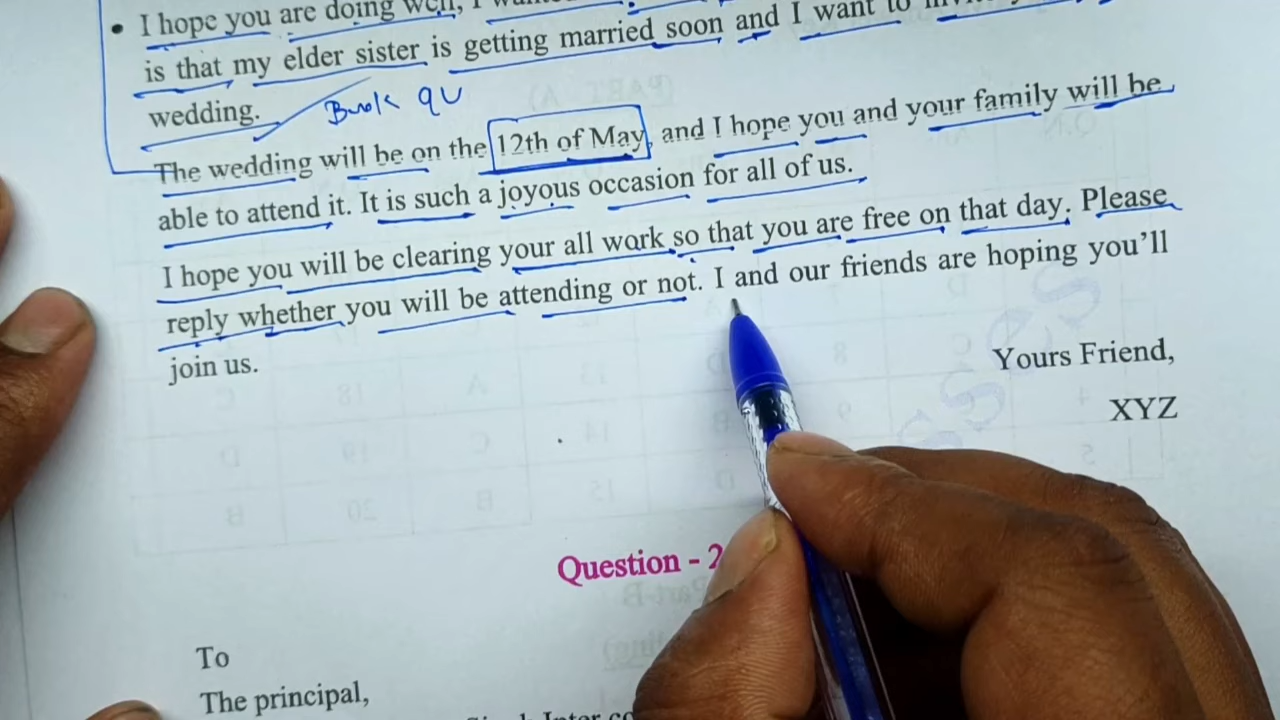 • I hope you are doing well, I wanted
is that my elder sister is getting married soon and I want to invite
wedding.
Book
The wedding will be on the 12th of May, and I hope you and your family will be
able to attend it. It is such a joyous occasion for all of us.
I hope you will be clearing your all work so that you are free on that day. Please
reply whether you will be attending or not. I and our friends are hoping you’ll
join us.
Yours Friend,
XYZ
Question - 2
To
The principal,